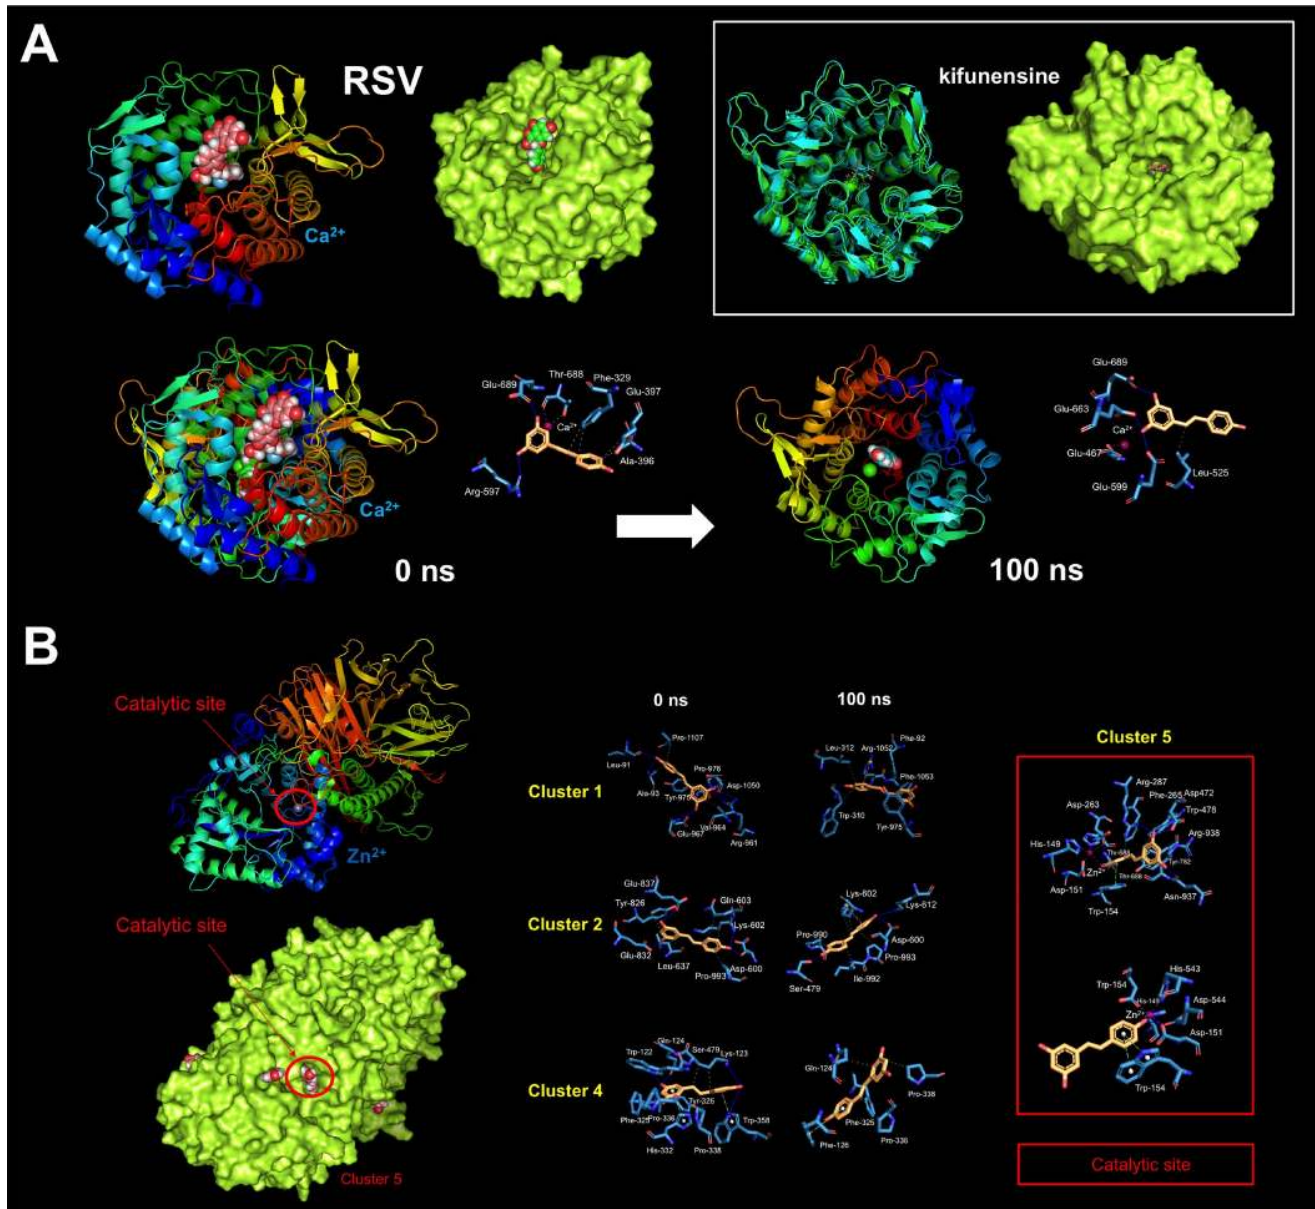 A
RSV
kifunensine
Ca²⁺
Glu-689
Thr-688
Phe-329
Glu-397
Ca²⁺
Ala-396
Arg-597
Ca²⁺
0 ns
Glu-689
Glu-663
Ca²⁺
Glu-467
Leu-525
Glu-599
100 ns
B
Catalytic site
Zn²⁺
Catalytic site
Cluster 5
0 ns
100 ns
Cluster 1
Pro-1107
Leu-91
Pro-976
Ala-93
Tyr-975
Asp-1050
Glu-967
Val-964
Arg-961
Leu-312
Arg-1052
Phe-92
Phe-1053
Trp-310
Tyr-975
Cluster 2
Glu-837
Tyr-826
Gln-603
Lys-602
Glu-832
Leu-637
Pro-993
Asp-600
Lys-602
Lys-612
Pro-990
Asp-600
Pro-993
Ile-992
Ser-479
Cluster 4
Gln-124
Ser-479
Lys-123
Trp-122
Tyr-326
Phe-325
Pro-336
Trp-358
His-332
Pro-338
Gln-124
Pro-338
Phe-325
Pro-336
Phe-126
Cluster 5
Arg-287
Phe-265
Asp472
Asp-263
Trp-478
His-149
Arg-938
Zn²⁺
Asp-151
Asn-937
Trp-154
His-543
Trp-154
Asp-544
Zn²⁺
Asp-151
Trp-154
Catalytic site